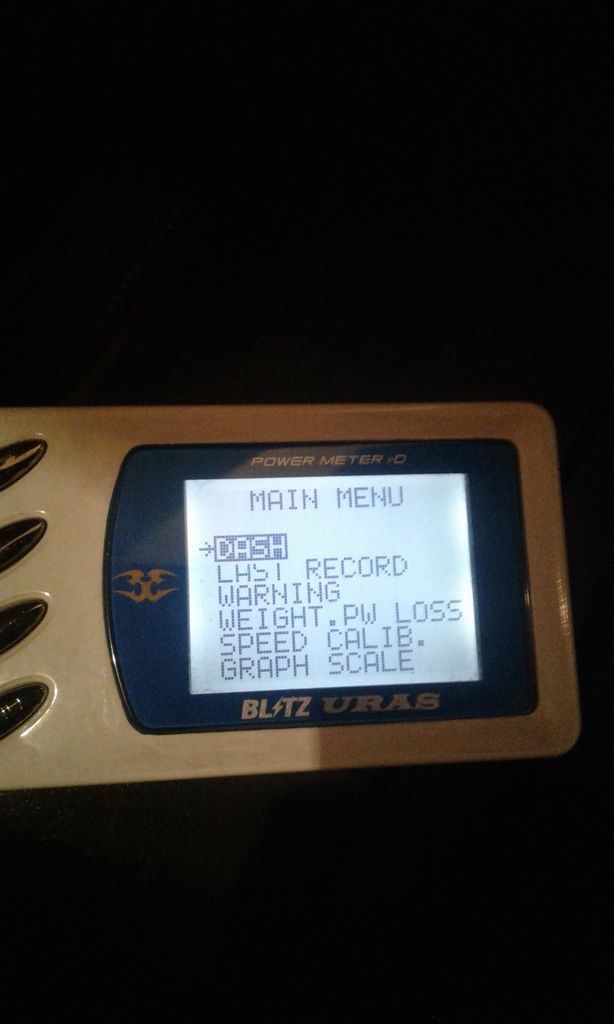 POWER METER iD
MAIN MENU
→DASH
LAST RECORD
WARNING
WEIGHT.PW LOSS
SPEED CALIB.
GRAPH SCALE
BLITZ URAS